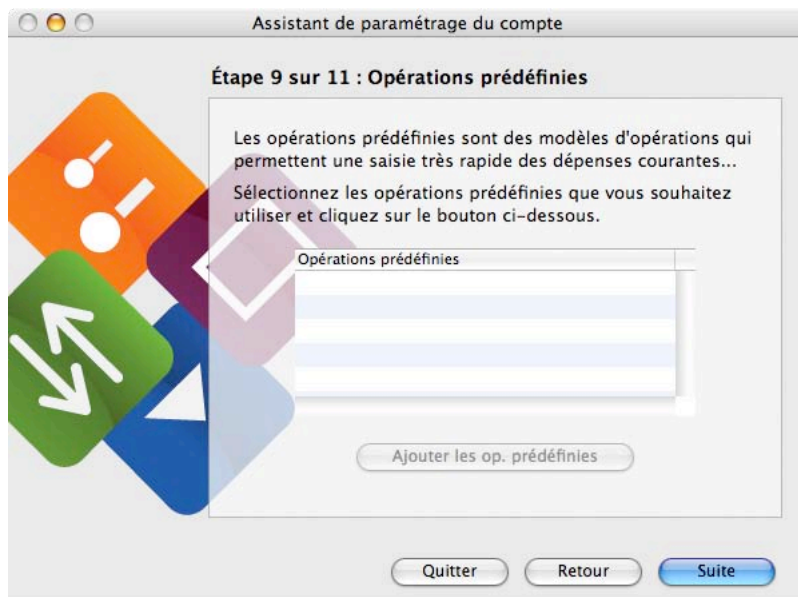 Assistant de paramétrage du compte
Étape 9 sur 11 : Opérations prédéfinies
Les opérations prédéfinies sont des modèles d'opérations qui
permettent une saisie très rapide des dépenses courantes...
Sélectionnez les opérations prédéfinies que vous souhaitez
utiliser et cliquez sur le bouton ci-dessous.
Opérations prédéfinies
Ajouter les op. prédéfinies
Quitter
Retour
Suite